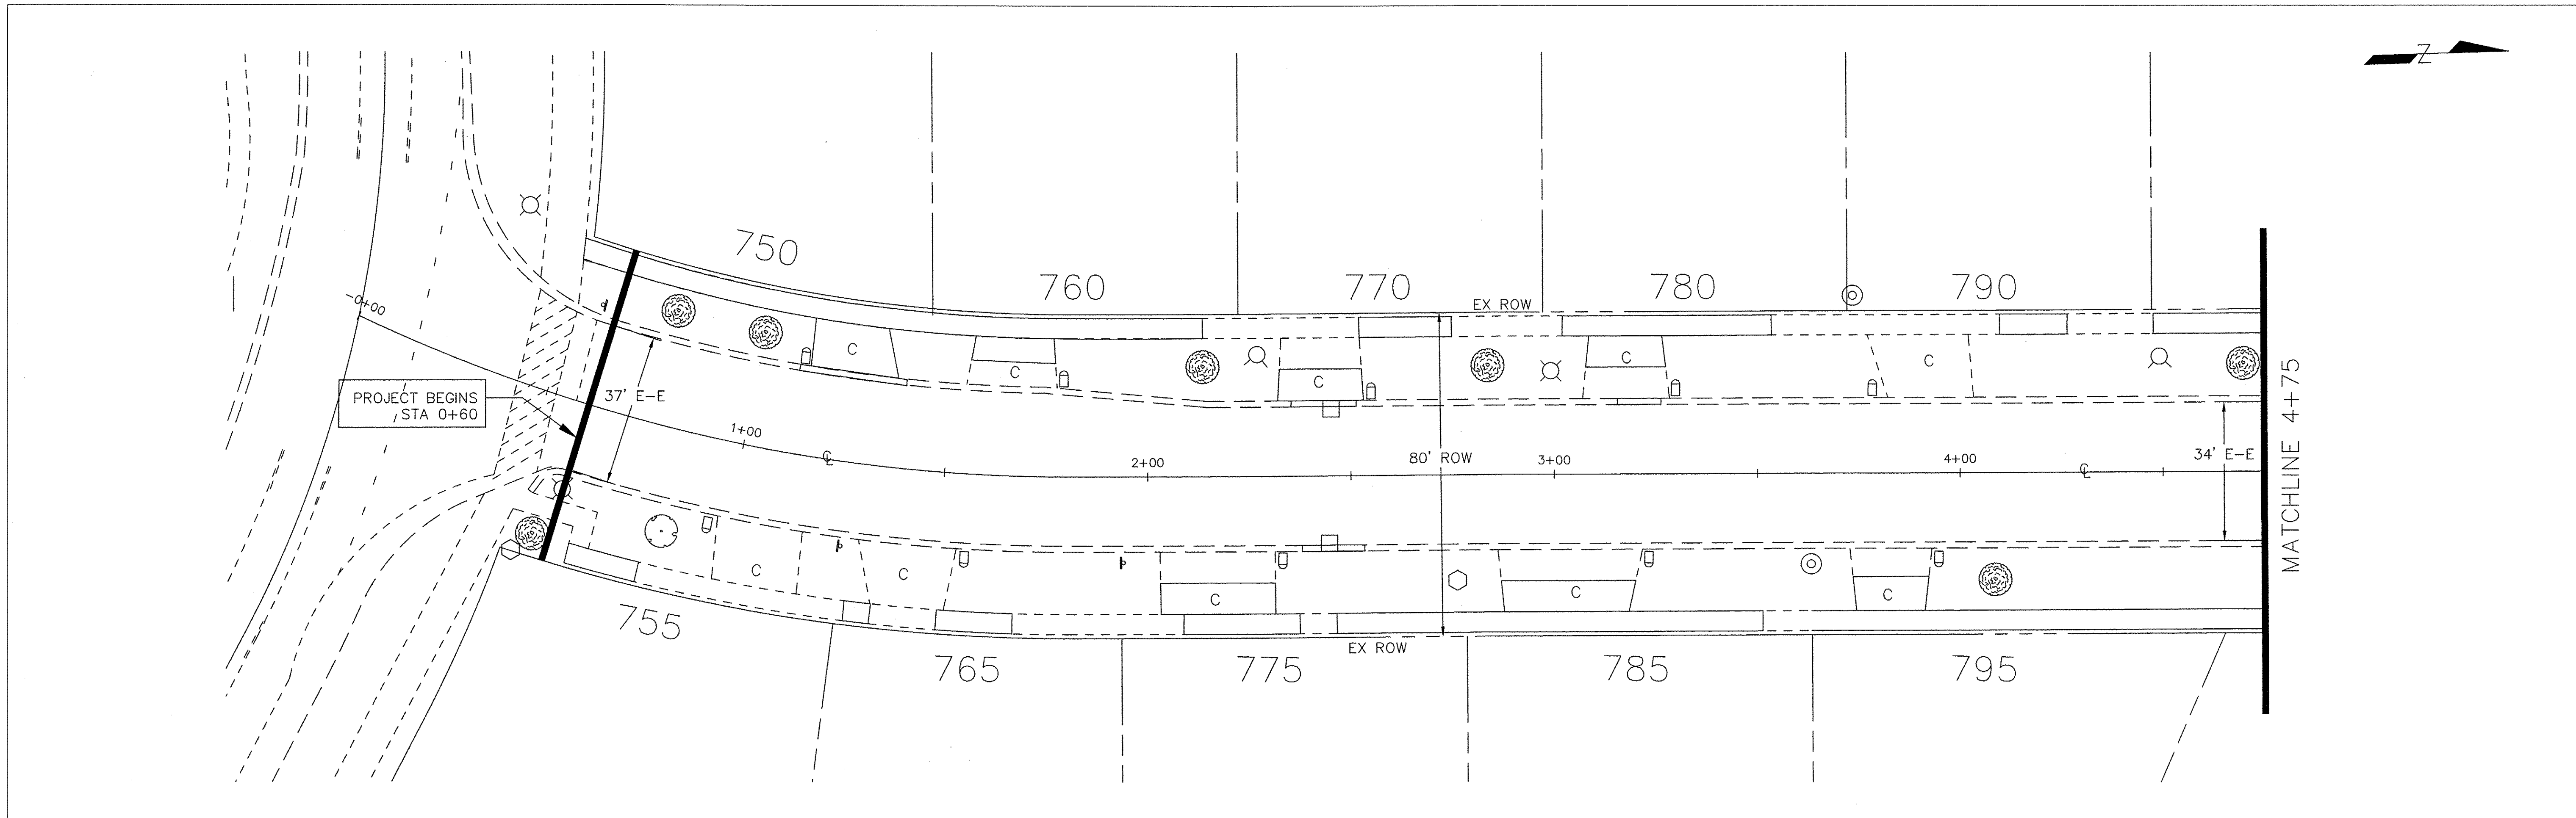 Z
750
760
770
780
790
EX ROW
-0+00
PROJECT BEGINS
STA 0+60
37' E-E
C
C
C
C
C
1+00
℄
2+00
80' ROW
3+00
4+00
℄
34' E-E
MATCHLINE 4+75
C
C
C
C
C
EX ROW
755
765
775
785
795